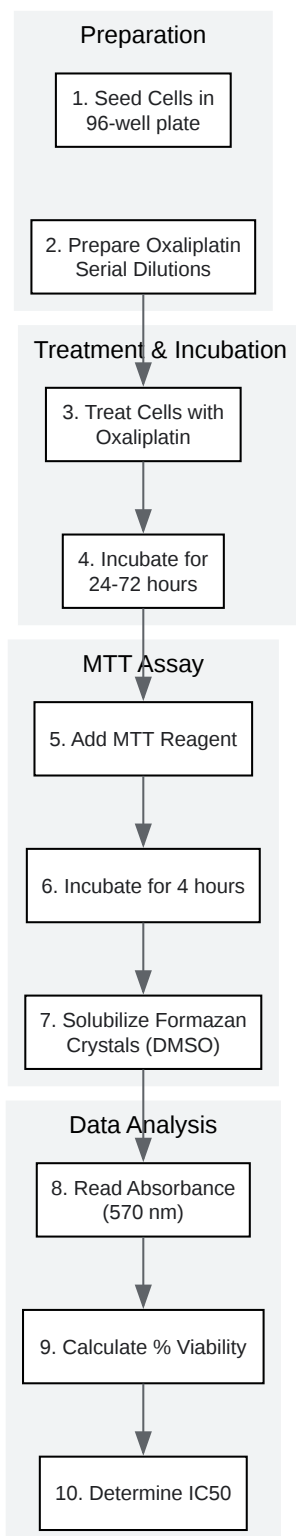 Preparation
1. Seed Cells in
96-well plate
2. Prepare Oxaliplatin
Serial Dilutions
Treatment & Incubation
3. Treat Cells with
Oxaliplatin
4. Incubate for
24-72 hours
MTT Assay
5. Add MTT Reagent
6. Incubate for 4 hours
7. Solubilize Formazan
Crystals (DMSO)
Data Analysis
8. Read Absorbance
(570 nm)
9. Calculate % Viability
10. Determine IC50